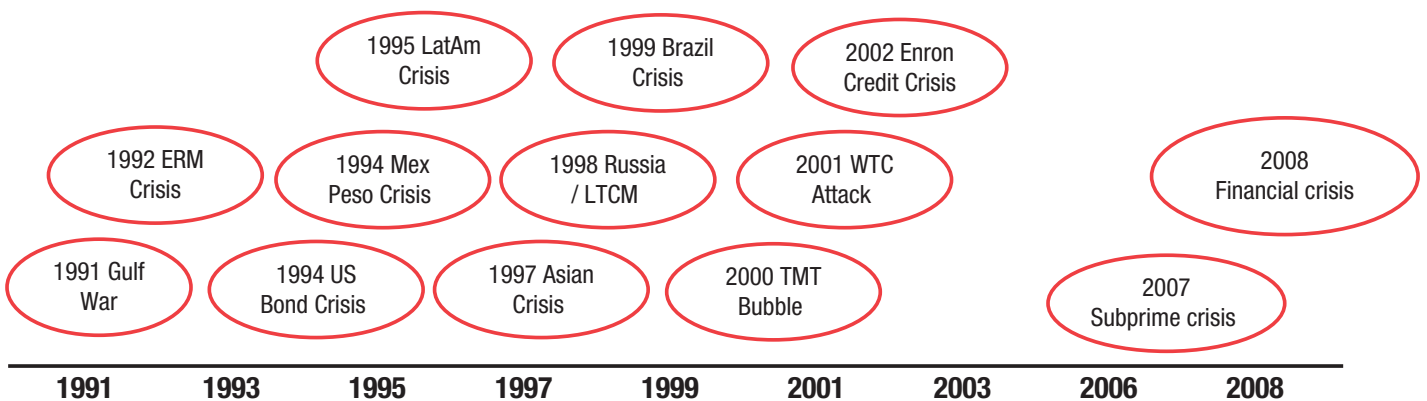 1995 LatAm
Crisis
1999 Brazil
Crisis
2002 Enron
Credit Crisis
1992 ERM
Crisis
1994 Mex
Peso Crisis
1998 Russia
/ LTCM
2001 WTC
Attack
2008
Financial crisis
1991 Gulf
War
1994 US
Bond Crisis
1997 Asian
Crisis
2000 TMT
Bubble
2007
Subprime crisis
1991 1993 1995 1997 1999 2001 2003 2006 2008